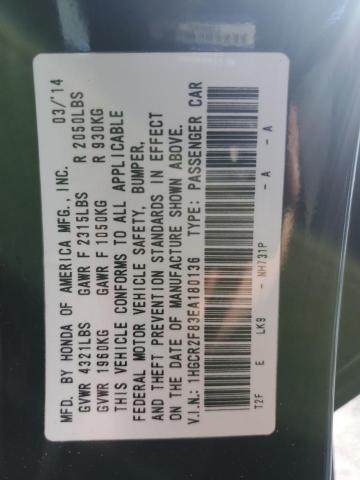 MFD. BY HONDA OF AMERICA MFG., INC. 03/'14
GVWR 4321LBS GAWR F 2315LBS R 2050LBS
GVWR 1960KG GAWR F 1050KG R 930KG
THIS VEHICLE CONFORMS TO ALL APPLICABLE
FEDERAL MOTOR VEHICLE SAFETY, BUMPER,
AND THEFT PREVENTION STANDARDS IN EFFECT
ON THE DATE OF MANUFACTURE SHOWN ABOVE.
V.I.N.: 1HGCR2F83EA180136 TYPE: PASSENGER CAR
T2F E LK9 NH731P - A - A